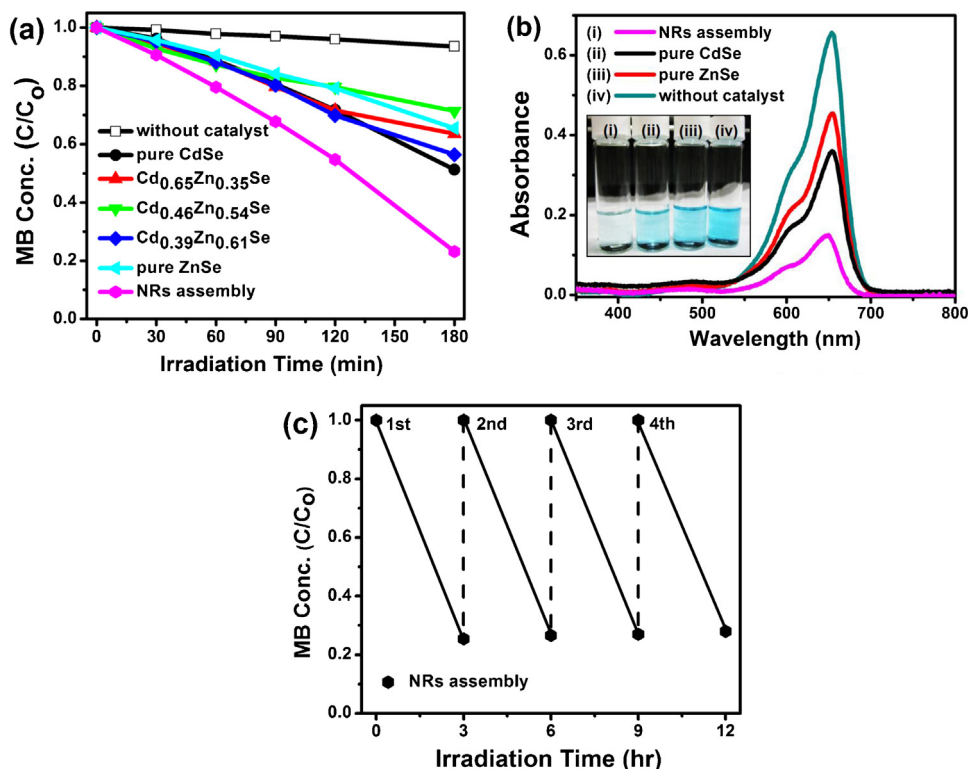 (a)
MB Conc. (C/Co)
1.0
0.8
0.6
0.4
0.2
0.0
without catalyst
pure CdSe
Cd0.65Zn0.35Se
Cd0.46Zn0.54Se
Cd0.39Zn0.61Se
pure ZnSe
NRs assembly
0 30 60 90 120 150 180
Irradiation Time (min)
(b)
Absorbance
0.6
0.4
0.2
0.0
(i) NRs assembly
(ii) pure CdSe
(iii) pure ZnSe
(iv) without catalyst
(i) (ii) (iii) (iv)
400 500 600 700 800
Wavelength (nm)
(c)
MB Conc. (C/Co)
1.0
0.8
0.6
0.4
0.2
0.0
1st 2nd 3rd 4th
NRs assembly
0 3 6 9 12
Irradiation Time (hr)